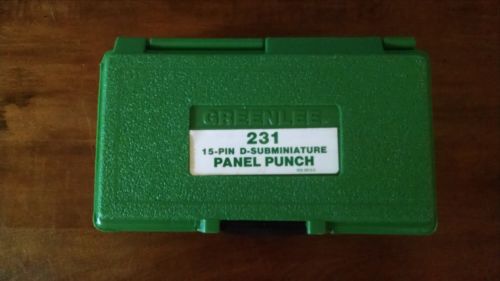 GREENLEE
231
15-PIN D-SUBMINIATURE
PANEL PUNCH